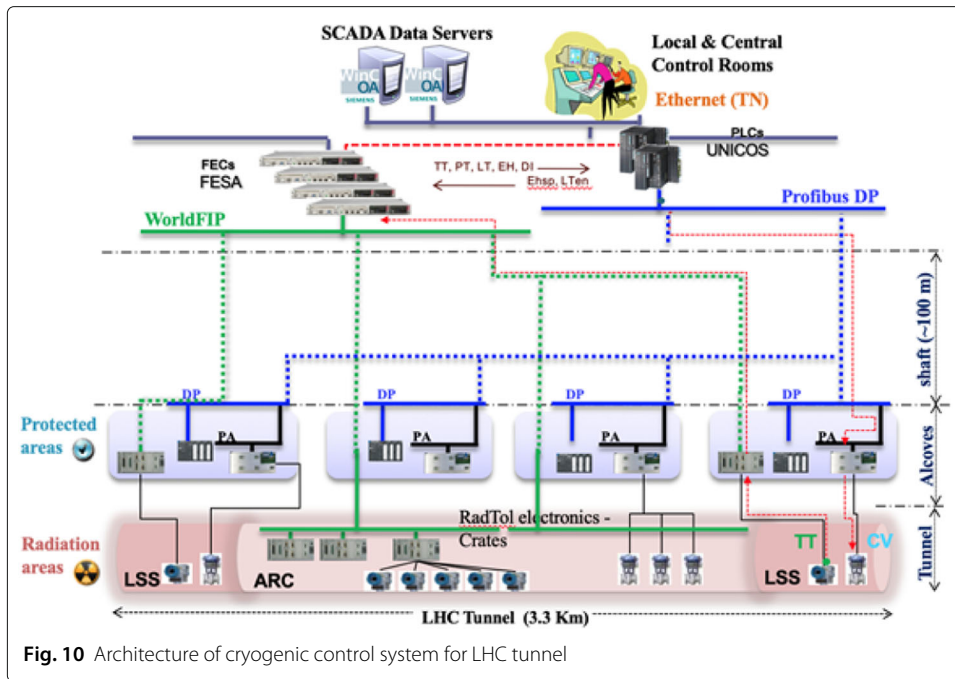 SCADA Data Servers
Local & Central
Control Rooms
Ethernet (TN)
WinC
OA
SIEMENS
WinC
OA
SIEMENS
PLCs
UNICOS
FECs
FESA
TT, PT, LT, EH, DI
Ehsp, LTen
Profibus DP
WorldFIP
shaft (~100 m)
DP
DP
DP
DP
Protected
areas
PA
PA
PA
PA
Alcoves
RadTol electronics -
Crates
Radiation
areas
TT
CV
LSS
ARC
LSS
Tunnel
LHC Tunnel (3.3 Km)
Fig. 10 Architecture of cryogenic control system for LHC tunnel